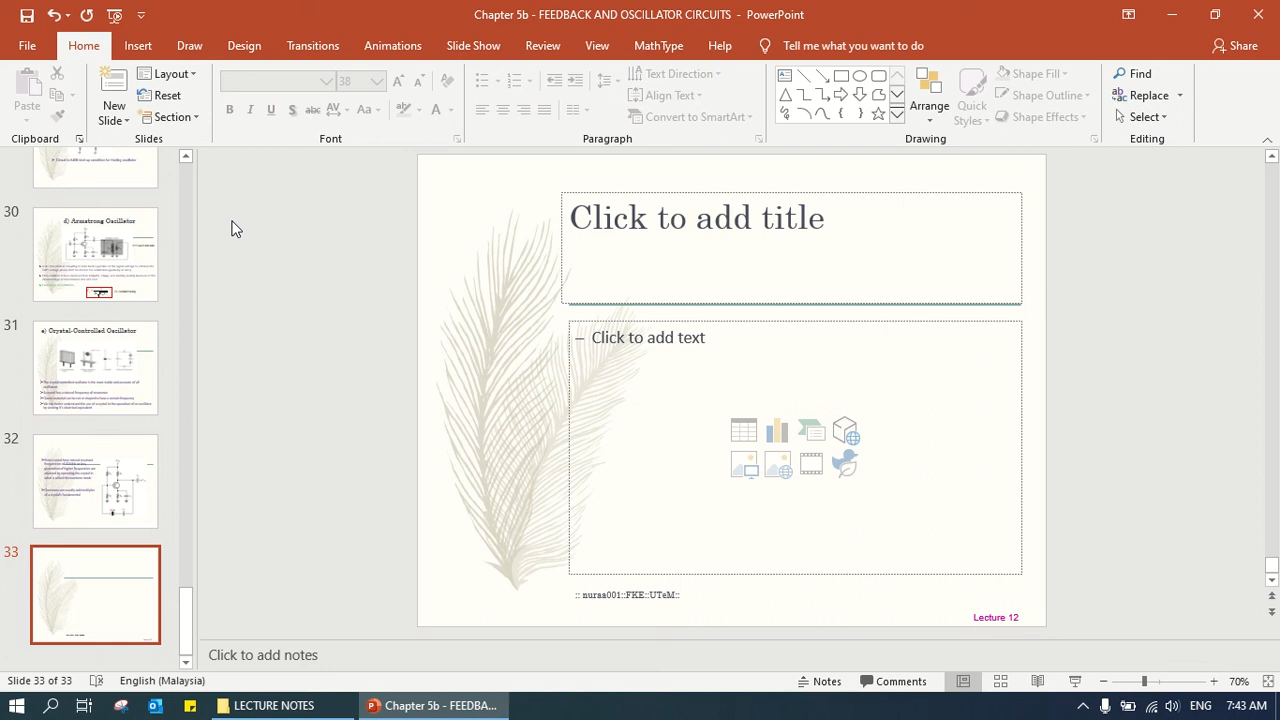 Chapter 5b - FEEDBACK AND OSCILLATOR CIRCUITS - PowerPoint
File Home Insert Draw Design Transitions Animations Slide Show Review View MathType Help Tell me what you want to do Share
Paste
Clipboard
New Slide
Layout
Reset
Section
Slides
38
B I U S abc AV Aa A
Font
Text Direction
Align Text
Convert to SmartArt
Paragraph
Arrange
Quick Styles
Shape Fill
Shape Outline
Shape Effects
Drawing
Find
Replace
Select
Editing
30
d) Armstrong Oscillator
31
e) Crystal-Controlled Oscillator
32
33
Click to add title
– Click to add text
:: nuraa001::FKE::UTeM::
Lecture 12
Click to add notes
Slide 33 of 33 English (Malaysia) Notes Comments 70%
LECTURE NOTES Chapter 5b - FEEDBA... ENG 7:43 AM